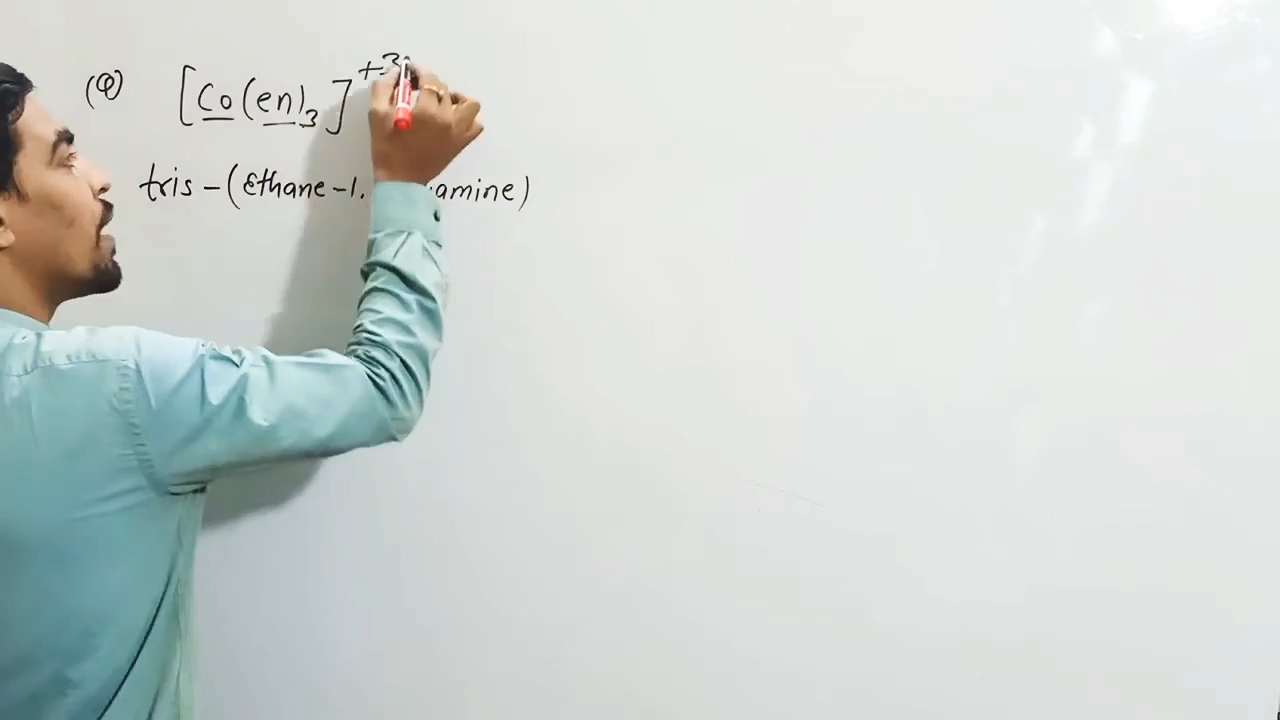 (Q) [Co(en)3]+3
tris-(Ethane-1, amine)